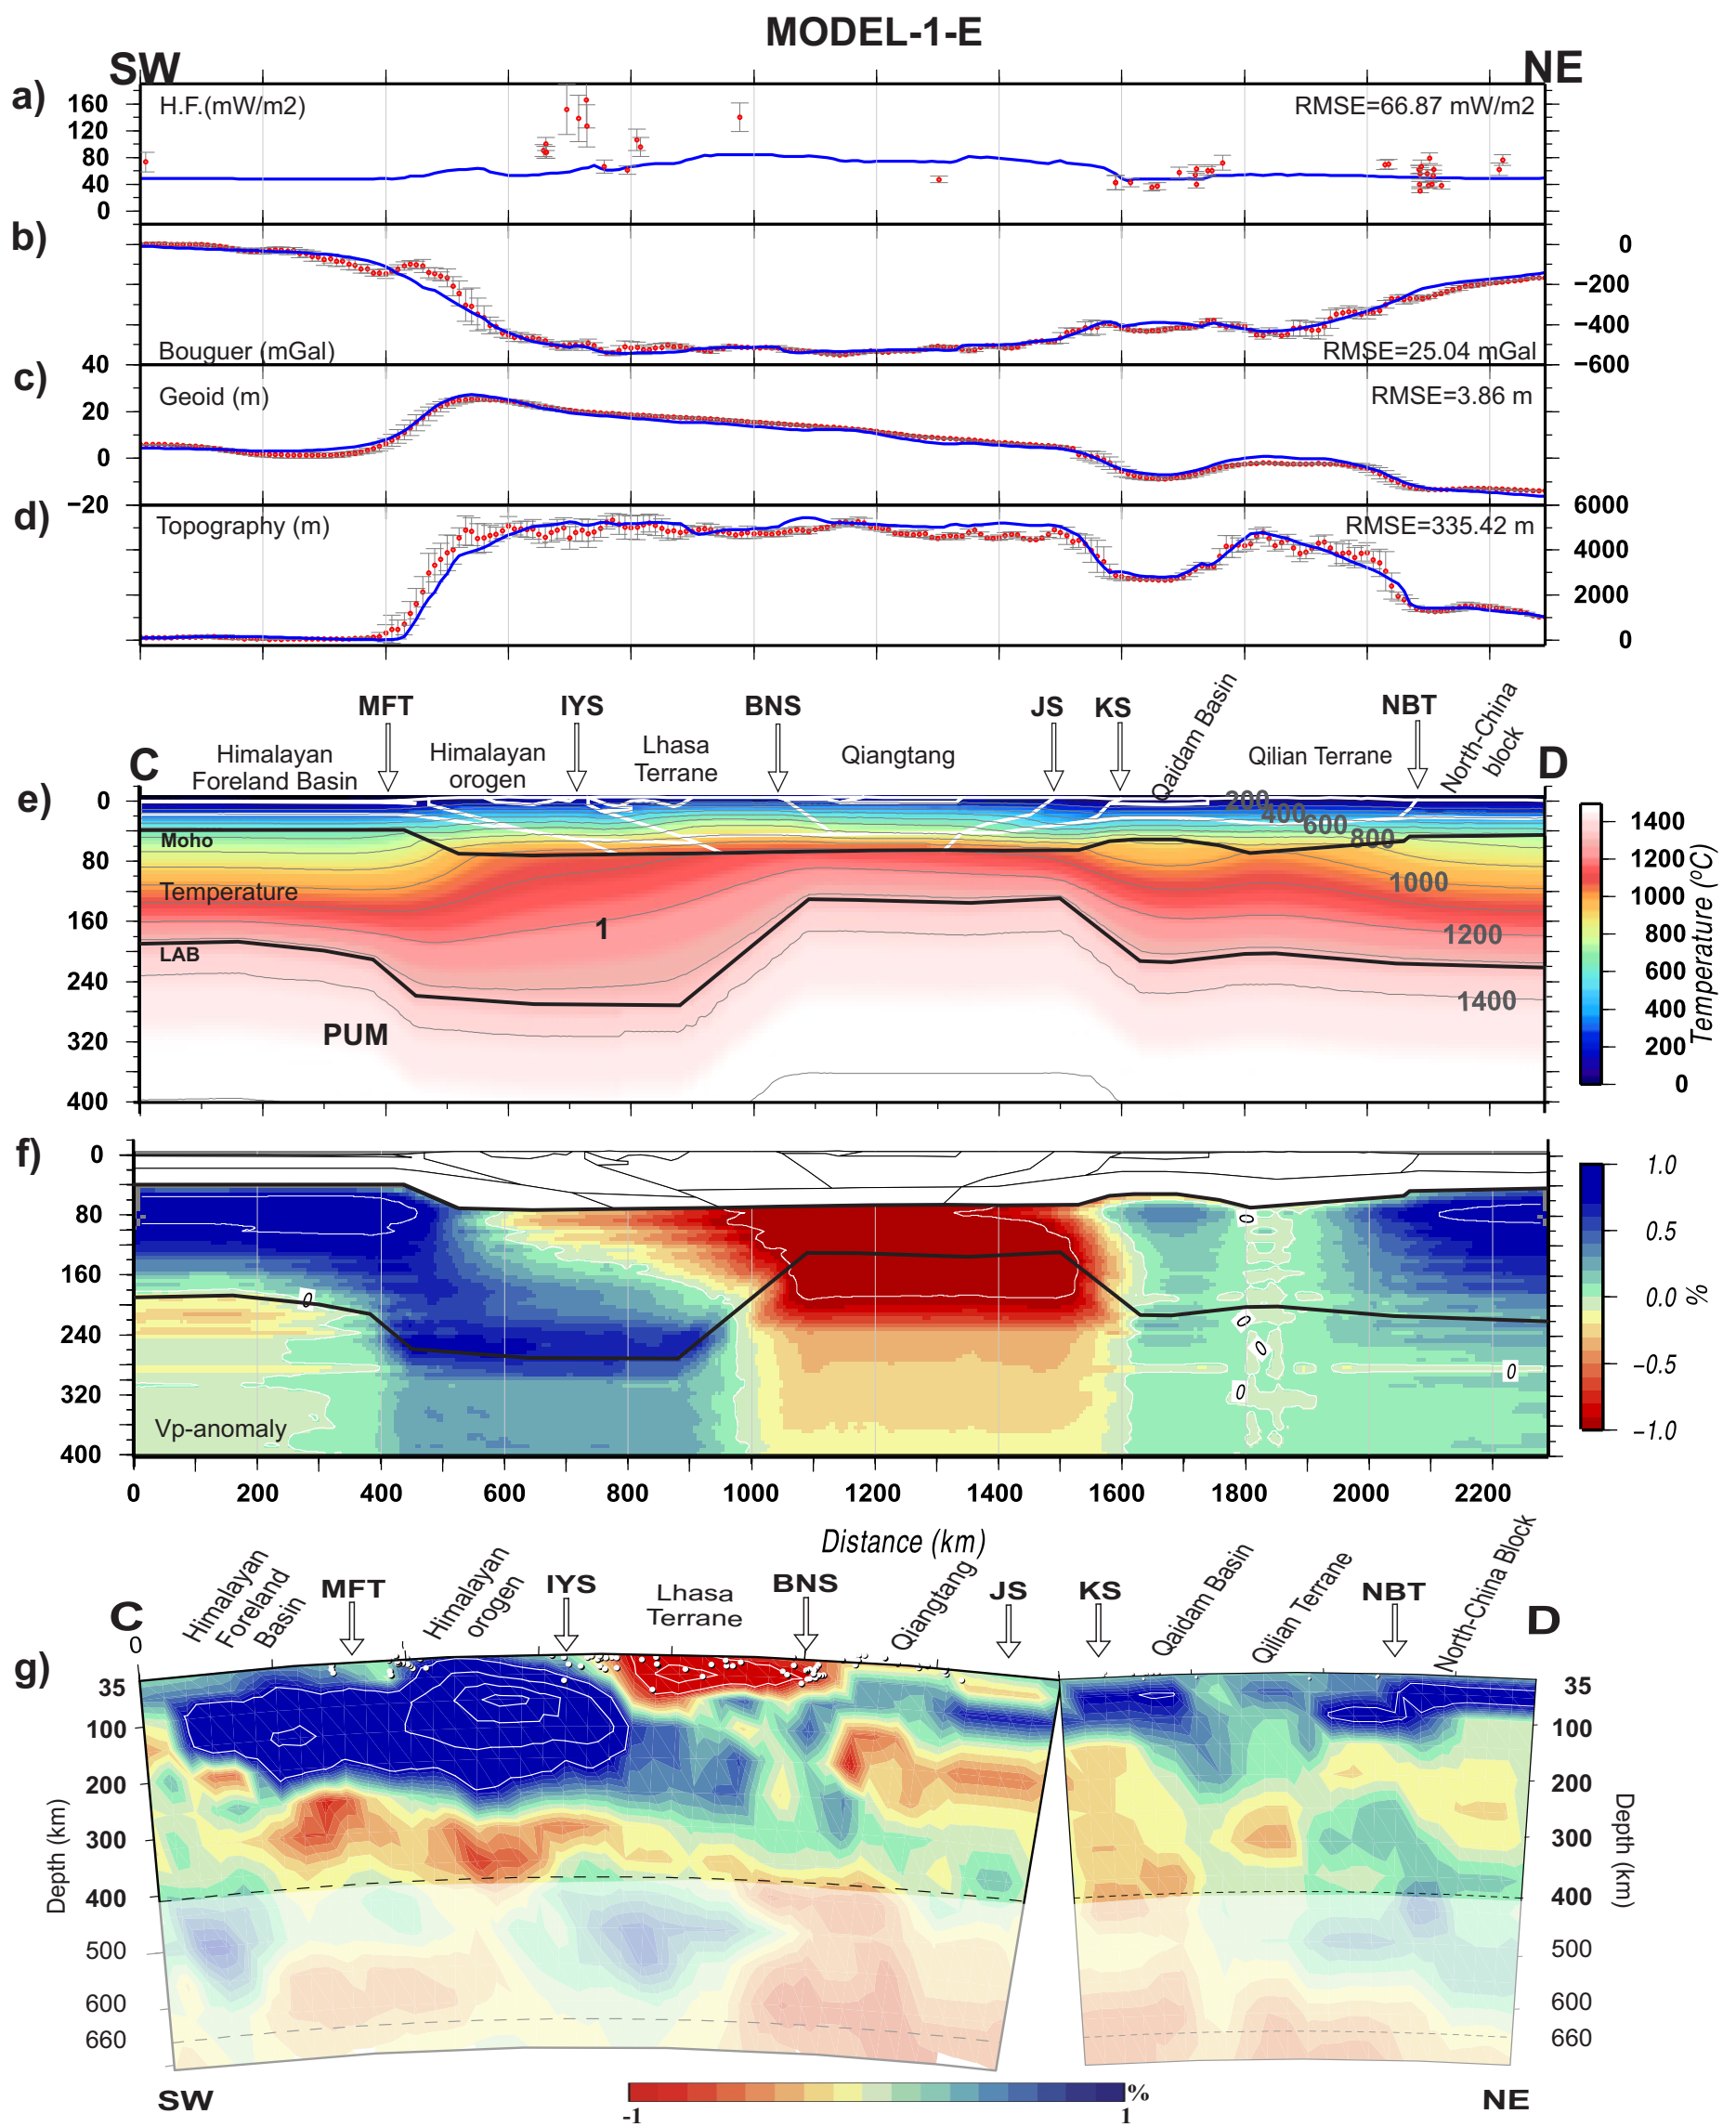 MODEL-1-E
SW
NE
a)
H.F.(mW/m2)
RMSE=66.87 mW/m2
160
120
80
40
0
b)
0
−200
−400
−600
Bouguer (mGal)
RMSE=25.04 mGal
c)
40
20
0
−20
Geoid (m)
RMSE=3.86 m
d)
Topography (m)
RMSE=335.42 m
6000
4000
2000
0
MFT
IYS
BNS
JS
KS
NBT
C
Himalayan
Foreland Basin
Himalayan
orogen
Lhasa
Terrane
Qiangtang
Qaidam Basin
Qilian Terrane
North-China
block
D
e)
0
80
160
240
320
400
Moho
Temperature
LAB
PUM
1
200
400
600
800
1000
1200
1400
1400
1200
1000
800
600
400
200
0
Temperature (ºC)
f)
0
80
160
240
320
400
0
0
0
0
0
0
Vp-anomaly
1.0
0.5
0.0
−0.5
−1.0
%
0 200 400 600 800 1000 1200 1400 1600 1800 2000 2200
Distance (km)
C
Himalayan
Foreland
Basin
MFT
Himalayan
orogen
IYS
Lhasa
Terrane
BNS
Qiangtang
JS
KS
Qaidam Basin
Qilian Terrane
NBT
North-China Block
D
g)
0
35
100
200
300
400
500
600
660
Depth (km)
35
100
200
300
400
500
600
660
Depth (km)
SW
NE
%
-1
1